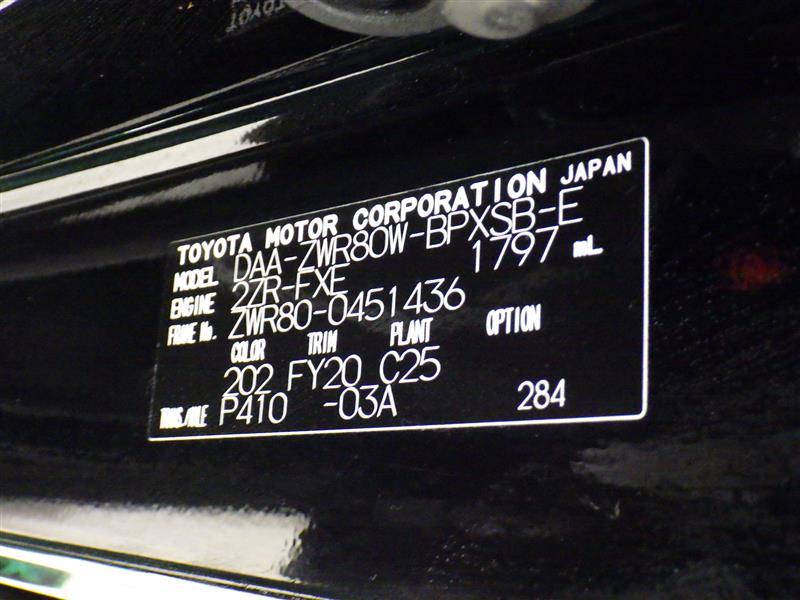 TOYOTA
TOYOTA MOTOR CORPORATION JAPAN
MODEL DAA-ZWR80W-BPXSB-E
ENGINE 2ZR-FXE 1797 mL
FRAME No. ZWR80-0451436
COLOR TRIM PLANT OPTION
202 FY20 C25
TRANS./AXLE P410 -03A 284